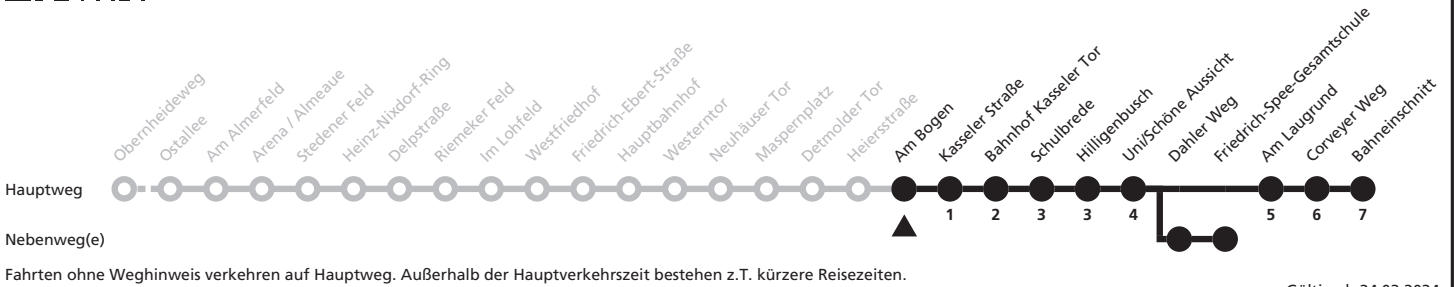 Obernheideweg
Ostallee
Am Almerfeld
Arena / Almeaue
Stedener Feld
Heinz-Nixdorf-Ring
Delpstraße
Riemeker Feld
Im Lohfeld
Westfriedhof
Friedrich-Ebert-Straße
Hauptbahnhof
Westerntor
Neuhäuser Tor
Maspernplatz
Detmolder Tor
Heiersstraße
Am Bogen
Kasseler Straße
Bahnhof Kasseler Tor
Schulbrede
Hilligenbusch
Uni/Schöne Aussicht
Dahler Weg
Friedrich-Spee-Gesamtschule
Am Laugrund
Corveyer Weg
Bahneinschnitt
Hauptweg
1 2 3 3 4 5 6 7
Nebenweg(e)
Fahrten ohne Weghinweis verkehren auf Hauptweg. Außerhalb der Hauptverkehrszeit bestehen z.T. kürzere Reisezeiten.